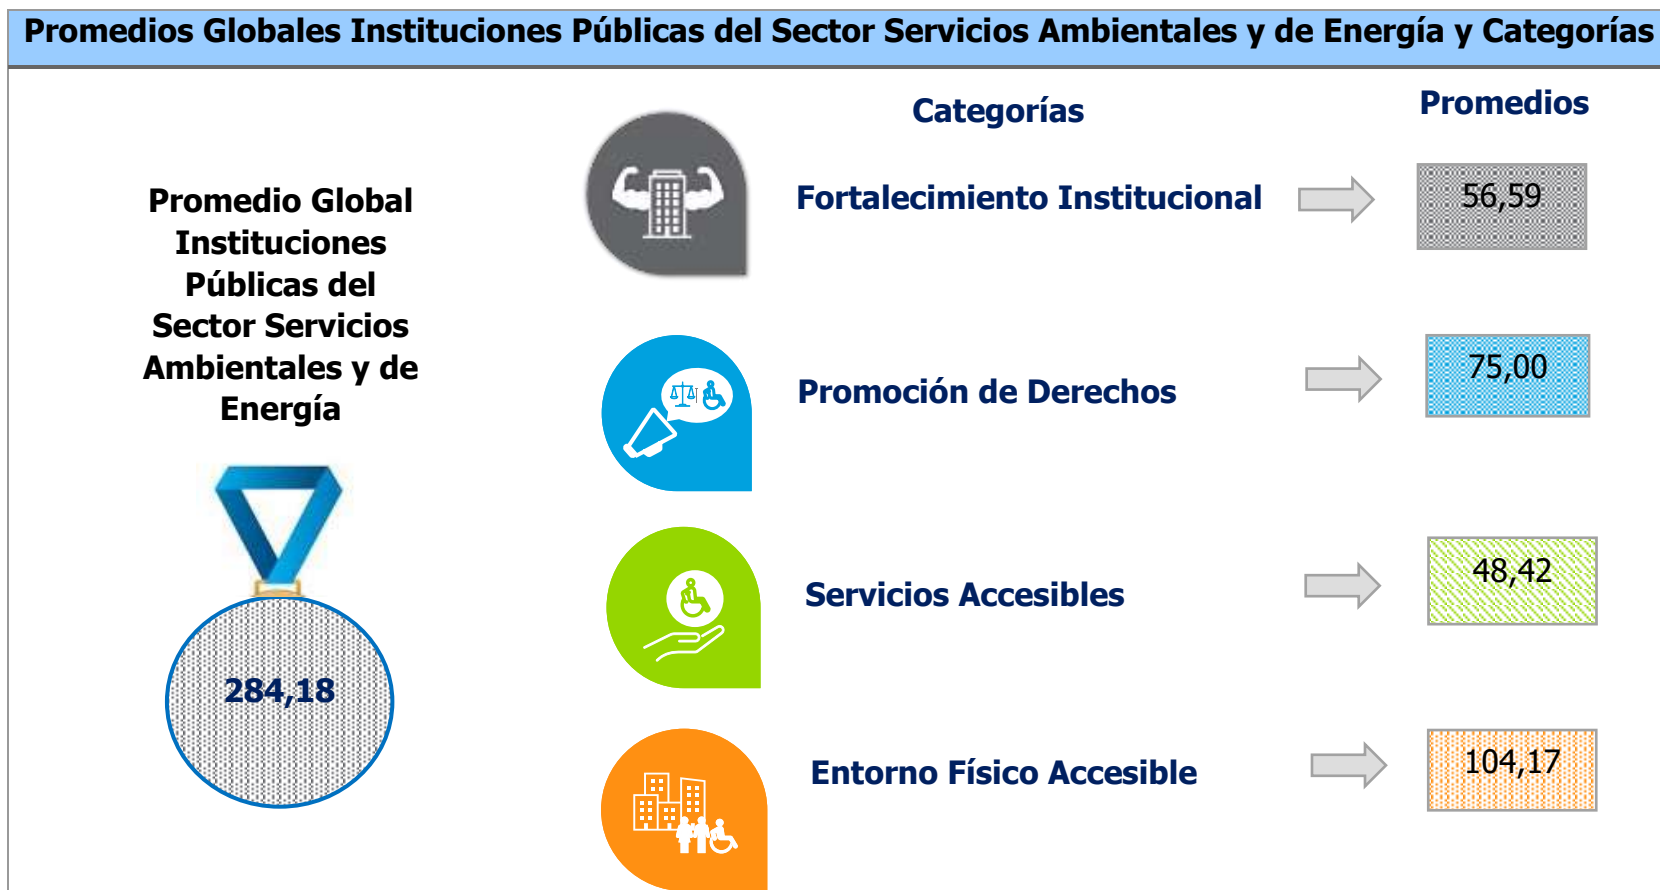 Promedios Globales Instituciones Públicas del Sector Servicios Ambientales y de Energía y Categorías
Promedio Global
Instituciones
Públicas del
Sector Servicios
Ambientales y de
Energía
284,18
Categorías
Promedios
Fortalecimiento Institucional
56,59
Promoción de Derechos
75,00
Servicios Accesibles
48,42
Entorno Físico Accesible
104,17